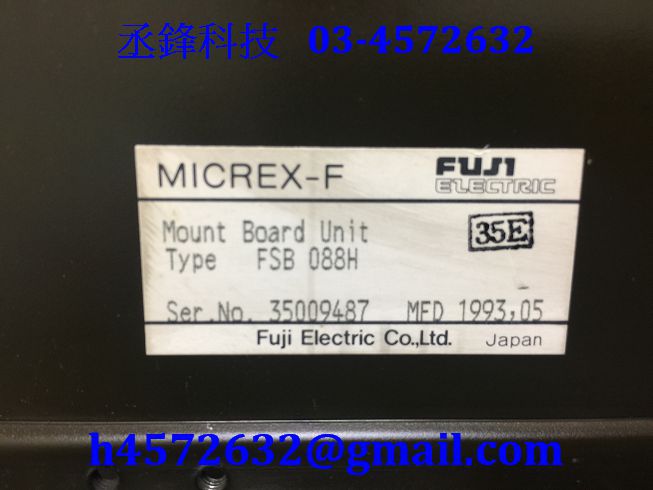 丞鋒科技 03-4572632
MICREX-F FUJI ELECTRIC
Mount Board Unit 35E
Type FSB 088H
Ser.No. 35009487 MFD 1993,05
Fuji Electric Co.,Ltd. Japan
h4572632@gmail.com